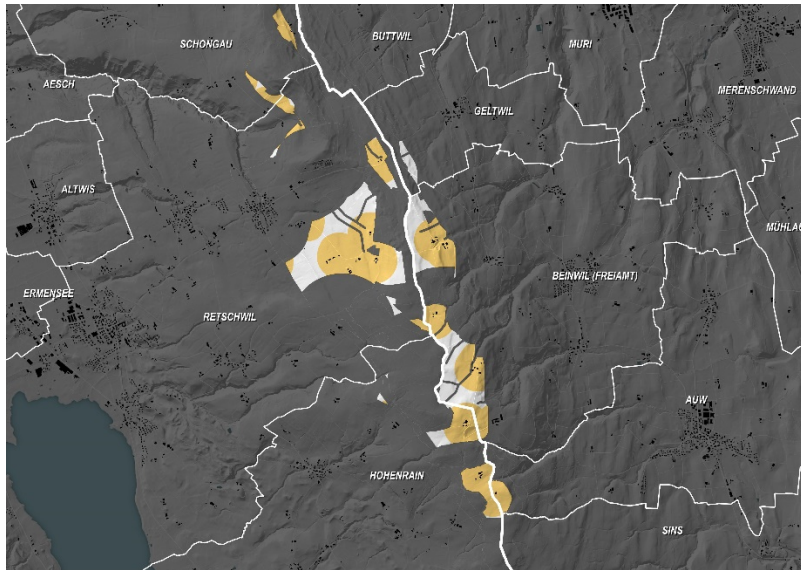 SCHONGAU
BUTTWIL
MURI
AESCH
MERENSCHWAND
GELTWIL
ALTWIS
MÜHLAU
BEINWIL (FREIAMT)
ERMENSEE
RETSCHWIL
AUW
HOHENRAIN
SINS